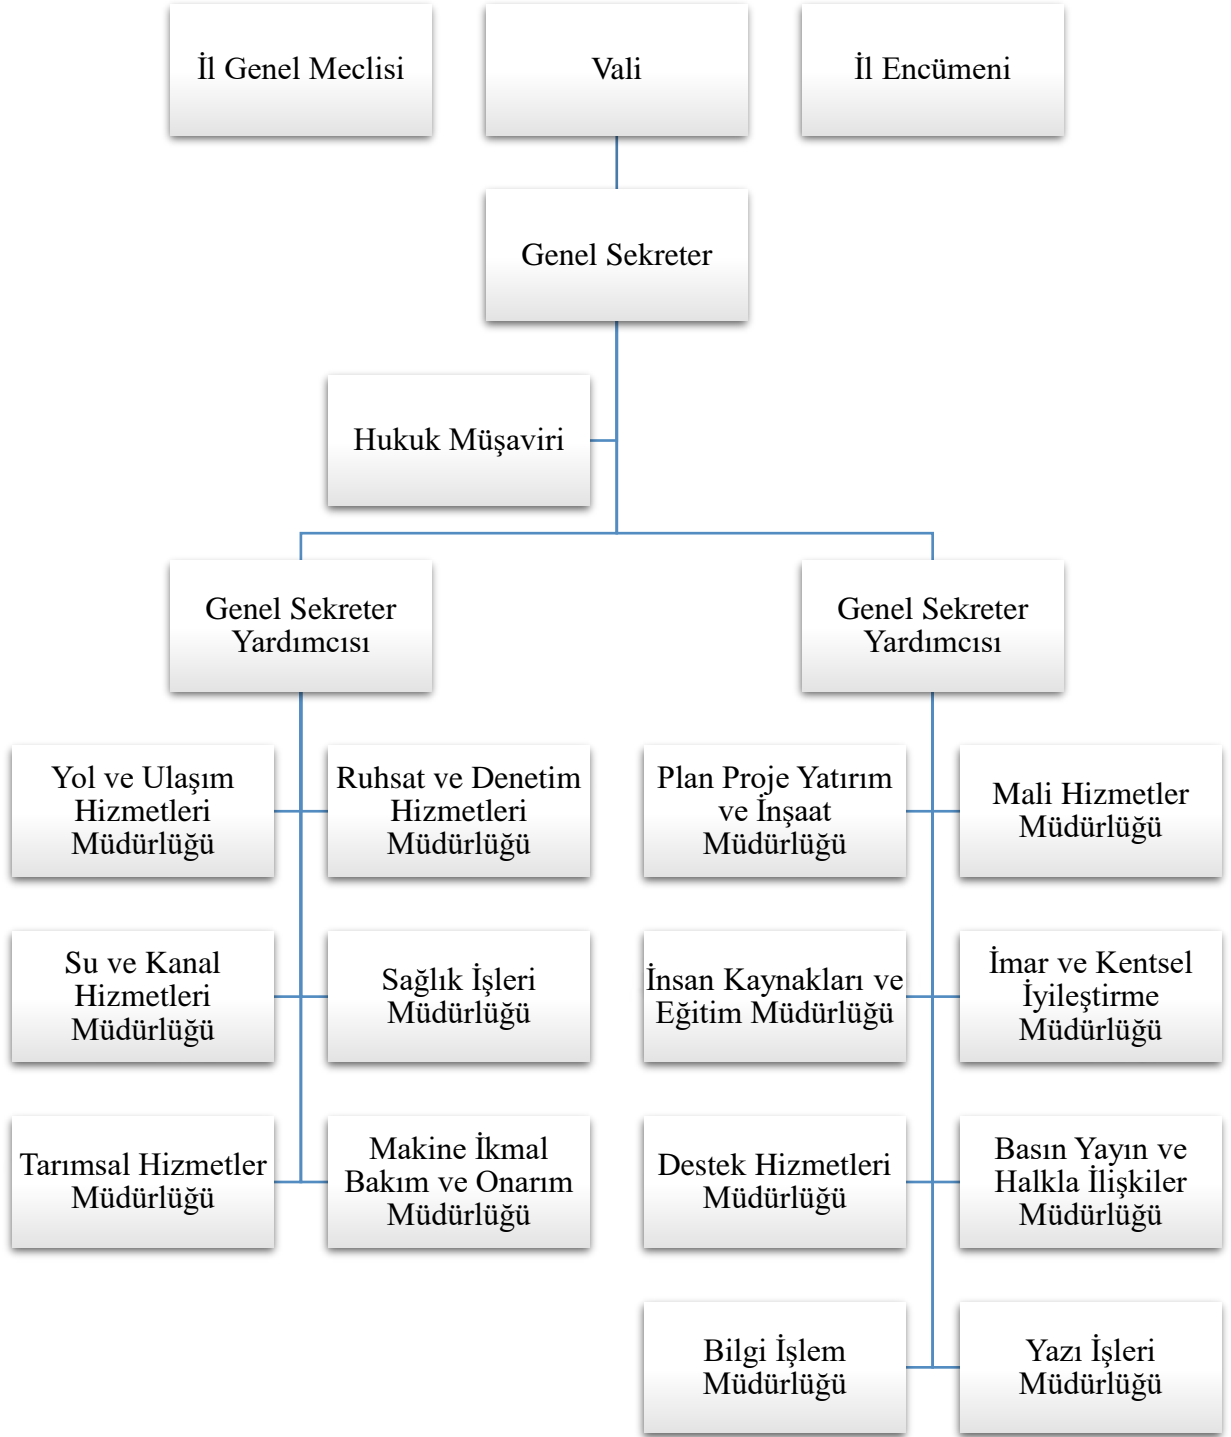 İl Genel Meclisi
Vali
İl Encümeni
Genel Sekreter
Hukuk Müşaviri
Genel Sekreter
Yardımcısı
Genel Sekreter
Yardımcısı
Yol ve Ulaşım
Hizmetleri
Müdürlüğü
Ruhsat ve Denetim
Hizmetleri
Müdürlüğü
Plan Proje Yatırım
ve İnşaat
Müdürlüğü
Mali Hizmetler
Müdürlüğü
Su ve Kanal
Hizmetleri
Müdürlüğü
Sağlık İşleri
Müdürlüğü
İnsan Kaynakları ve
Eğitim Müdürlüğü
İmar ve Kentsel
İyileştirme
Müdürlüğü
Tarımsal Hizmetler
Müdürlüğü
Makine İkmal
Bakım ve Onarım
Müdürlüğü
Destek Hizmetleri
Müdürlüğü
Basın Yayın ve
Halkla İlişkiler
Müdürlüğü
Bilgi İşlem
Müdürlüğü
Yazı İşleri
Müdürlüğü